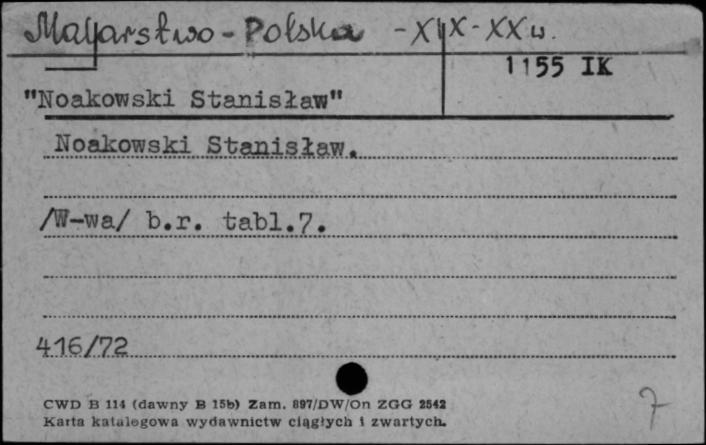 Malarstwo - Polska - XIX - XX w.
1155 IK
"Noakowski Stanisław"
Noakowski Stanisław.
/W-wa/ b.r. tabl.7.
416/72
7
CWD B 114 (dawny B 15b) Zam. 897/DW/On ZGG 2542
Karta katalogowa wydawnictw ciągłych i zwartych.